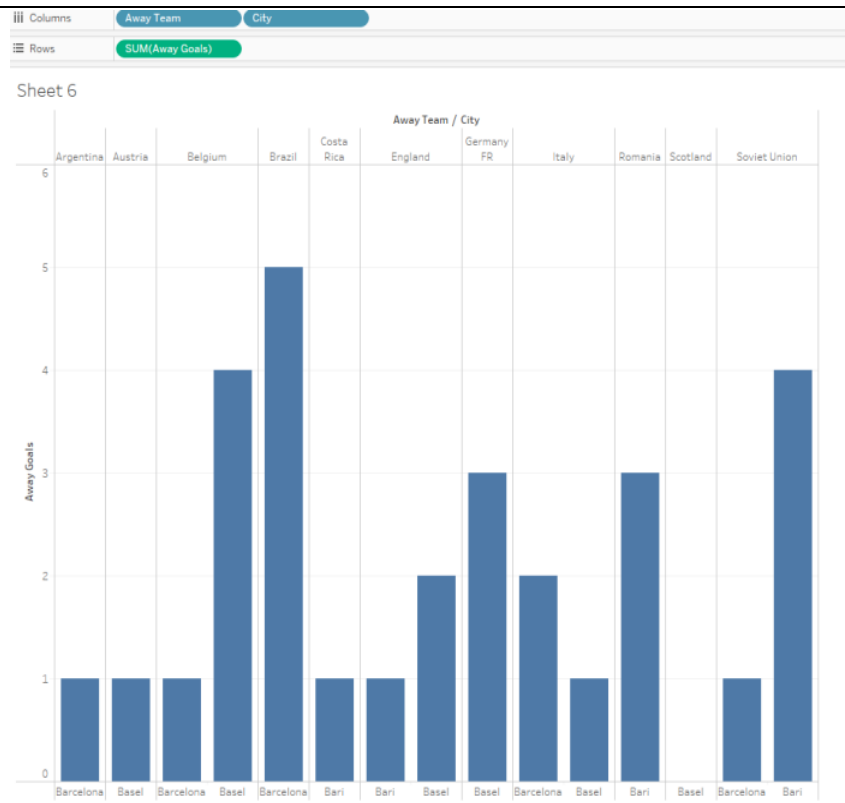 Columns Away Team City
Rows SUM(Away Goals)
Sheet 6
Away Team / City
Argentina Austria Belgium Brazil Costa Rica England Germany FR Italy Romania Scotland Soviet Union
6
5
4
3
2
1
0
Away Goals
Barcelona Basel Barcelona Basel Barcelona Bari Bari Basel Basel Barcelona Basel Bari Basel Barcelona Bari